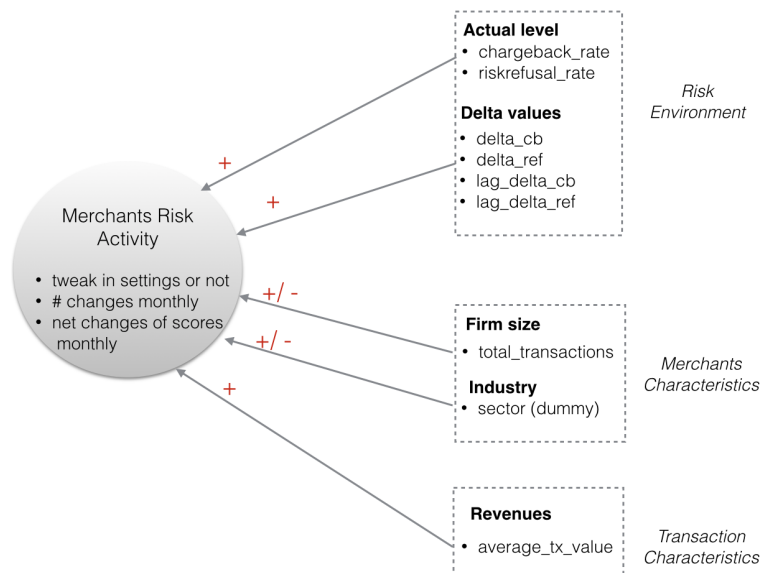 Actual level
• chargeback_rate
• riskrefusal_rate
Delta values
• delta_cb
• delta_ref
• lag_delta_cb
• lag_delta_ref
Risk
Environment
+
+
Merchants Risk
Activity
• tweak in settings or not
• # changes monthly
• net changes of scores
monthly
+/ -
+/ -
+
Firm size
• total_transactions
Industry
• sector (dummy)
Merchants
Characteristics
Revenues
• average_tx_value
Transaction
Characteristics